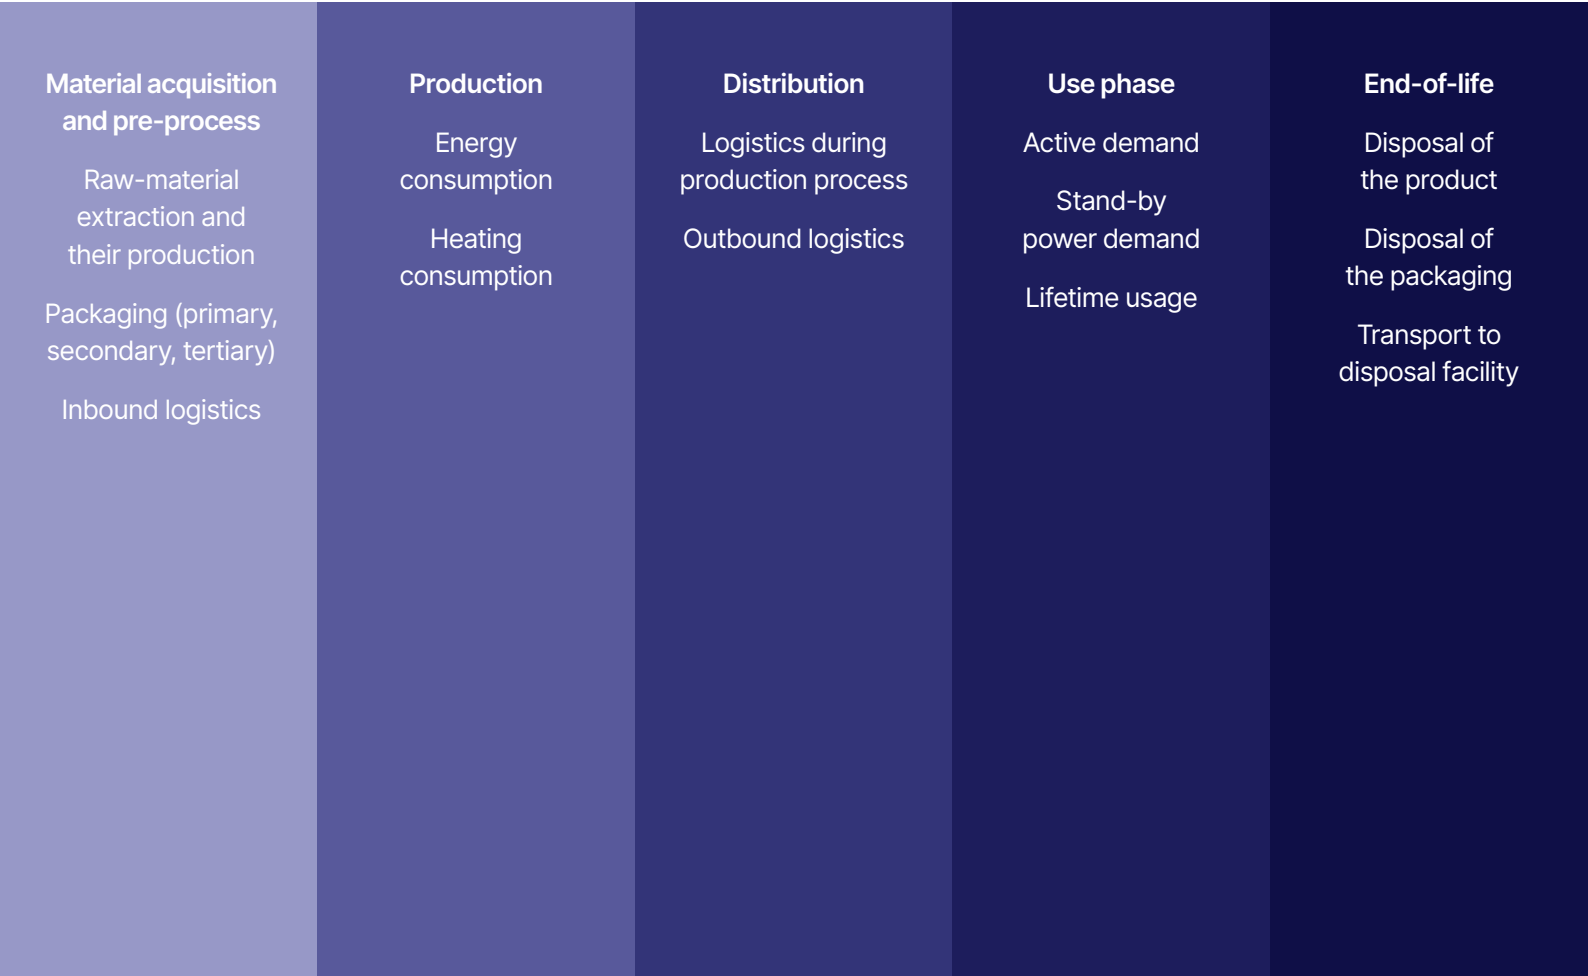 Material acquisition
and pre-process
Raw-material
extraction and
their production
Packaging (primary,
secondary, tertiary)
Inbound logistics
Production
Energy
consumption
Heating
consumption
Distribution
Logistics during
production process
Outbound logistics
Use phase
Active demand
Stand-by
power demand
Lifetime usage
End-of-life
Disposal of
the product
Disposal of
the packaging
Transport to
disposal facility